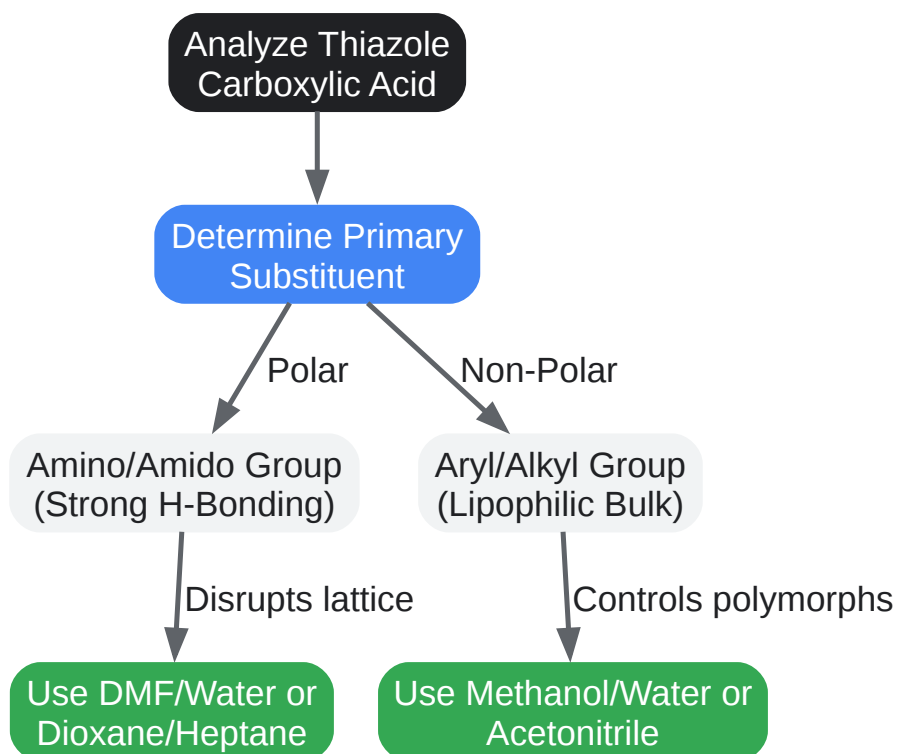 Analyze Thiazole
Carboxylic Acid
Determine Primary
Substituent
Polar
Non-Polar
Amino/Amido Group
(Strong H-Bonding)
Aryl/Alkyl Group
(Lipophilic Bulk)
Disrupts lattice
Controls polymorphs
Use DMF/Water or
Dioxane/Heptane
Use Methanol/Water or
Acetonitrile